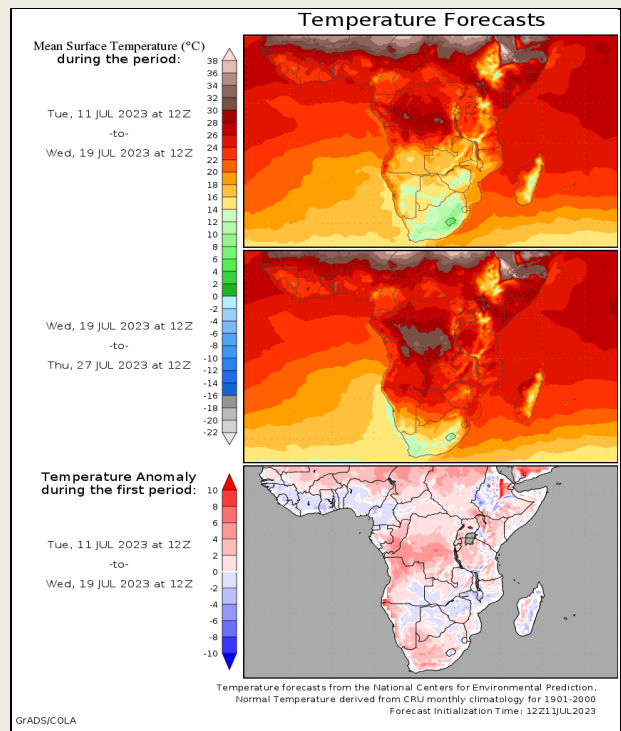 Temperature Forecasts
Mean Surface Temperature (°C)
during the period:
Tue, 11 JUL 2023 at 12Z
-to-
Wed, 19 JUL 2023 at 12Z
38
36
34
32
30
28
26
24
22
20
18
16
14
12
10
8
6
4
2
0
-2
-4
-6
-8
-10
-12
-14
-16
-18
-20
-22
Wed, 19 JUL 2023 at 12Z
-to-
Thu, 27 JUL 2023 at 12Z
Temperature Anomaly
during the first period:
Tue, 11 JUL 2023 at 12Z
-to-
Wed, 19 JUL 2023 at 12Z
10
8
6
4
2
0
-2
-4
-6
-8
-10
Temperature forecasts from the National Centers for Environmental Prediction.
Normal Temperature derived from CRU monthly climatology for 1901-2000
Forecast Initialization Time: 12Z11JUL2023
GrADS/COLA